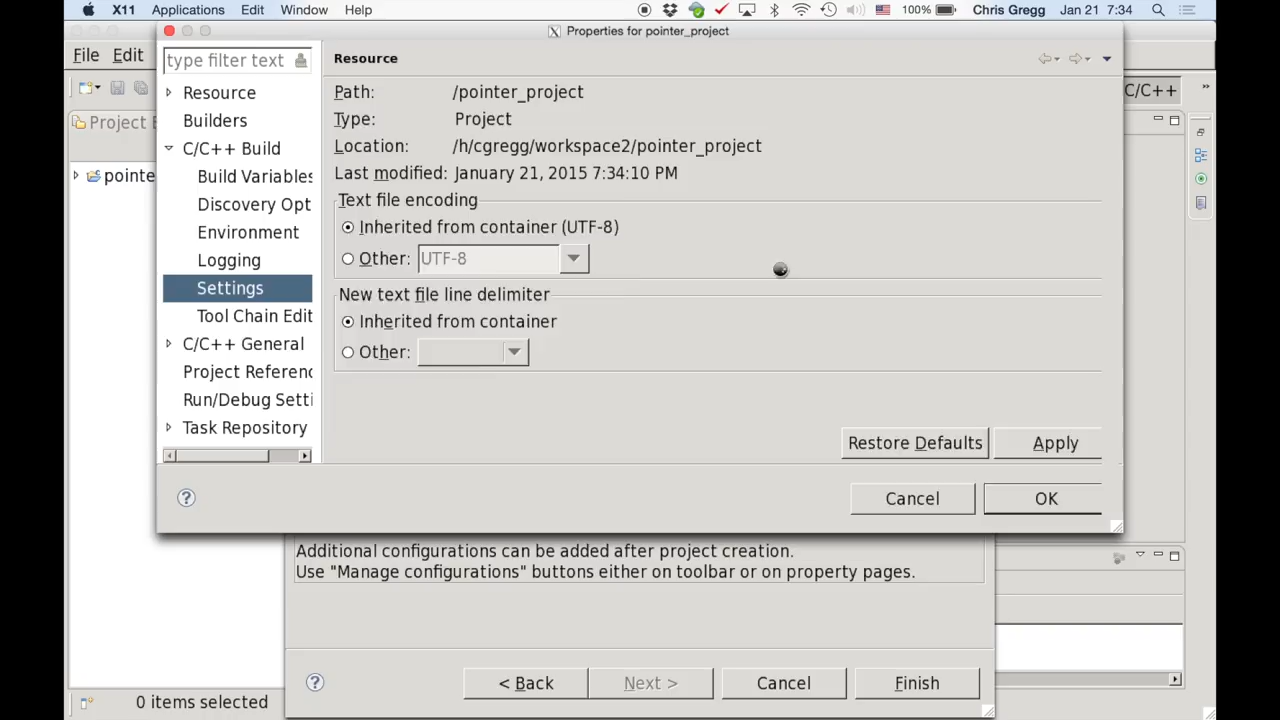 X11 Applications Edit Window Help 100% Chris Gregg Jan 21 7:34
Properties for pointer_project
File Edit
type filter text
Resource
C/C++
Project E
pointe
Resource
Builders
C/C++ Build
Build Variables
Discovery Opt
Environment
Logging
Settings
Tool Chain Edit
C/C++ General
Project Referenc
Run/Debug Setti
Task Repository
Path: /pointer_project
Type: Project
Location: /h/cgregg/workspace2/pointer_project
Last modified: January 21, 2015 7:34:10 PM
Text file encoding
Inherited from container (UTF-8)
Other: UTF-8
New text file line delimiter
Inherited from container
Other:
Restore Defaults Apply
Cancel OK
Additional configurations can be added after project creation.
Use "Manage configurations" buttons either on toolbar or on property pages.
< Back Next > Cancel Finish
0 items selected